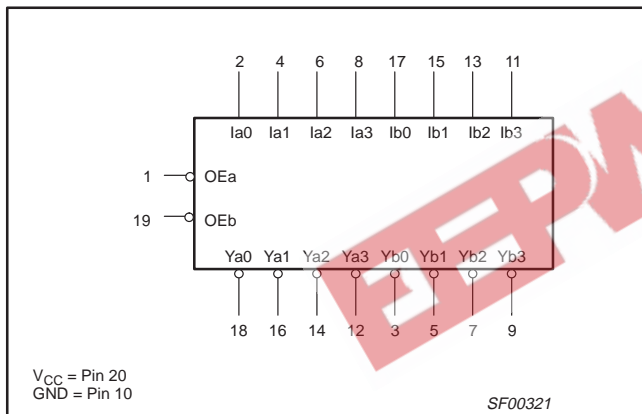 2 4 6 8 17 15 13 11
Ia0 Ia1 Ia2 Ia3 Ib0 Ib1 Ib2 Ib3
1 OEa
19 OEb
Ya0 Ya1 Ya2 Ya3 Yb0 Yb1 Yb2 Yb3
18 16 14 12 3 5 7 9
VCC = Pin 20
GND = Pin 10
SF00321
EEPW